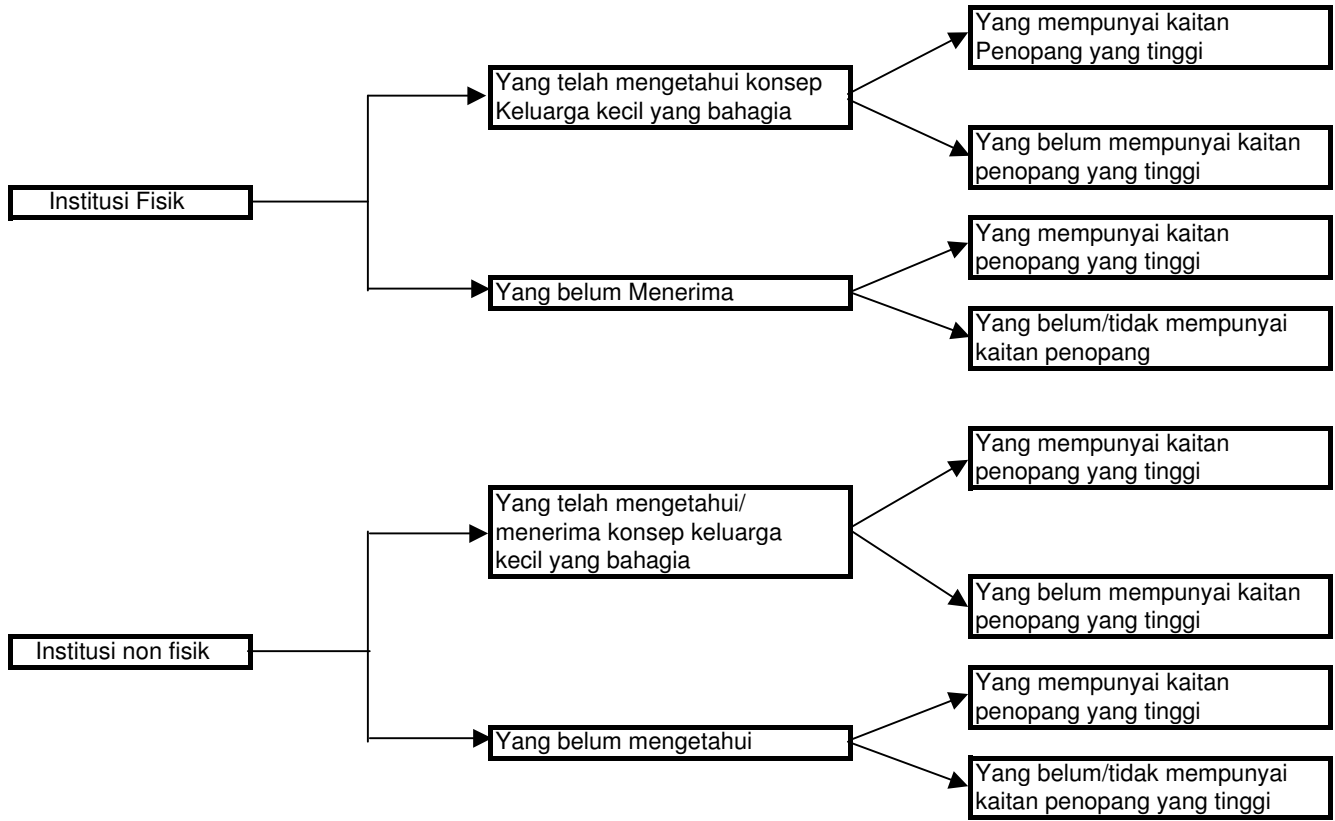 Institusi Fisik
Yang telah mengetahui konsep
Keluarga kecil yang bahagia
Yang mempunyai kaitan
Penopang yang tinggi
Yang belum mempunyai kaitan
penopang yang tinggi
Yang belum Menerima
Yang mempunyai kaitan
penopang yang tinggi
Yang belum/tidak mempunyai
kaitan penopang
Institusi non fisik
Yang telah mengetahui/
menerima konsep keluarga
kecil yang bahagia
Yang mempunyai kaitan
penopang yang tinggi
Yang belum mempunyai kaitan
penopang yang tinggi
Yang belum mengetahui
Yang mempunyai kaitan
penopang yang tinggi
Yang belum/tidak mempunyai
kaitan penopang yang tinggi